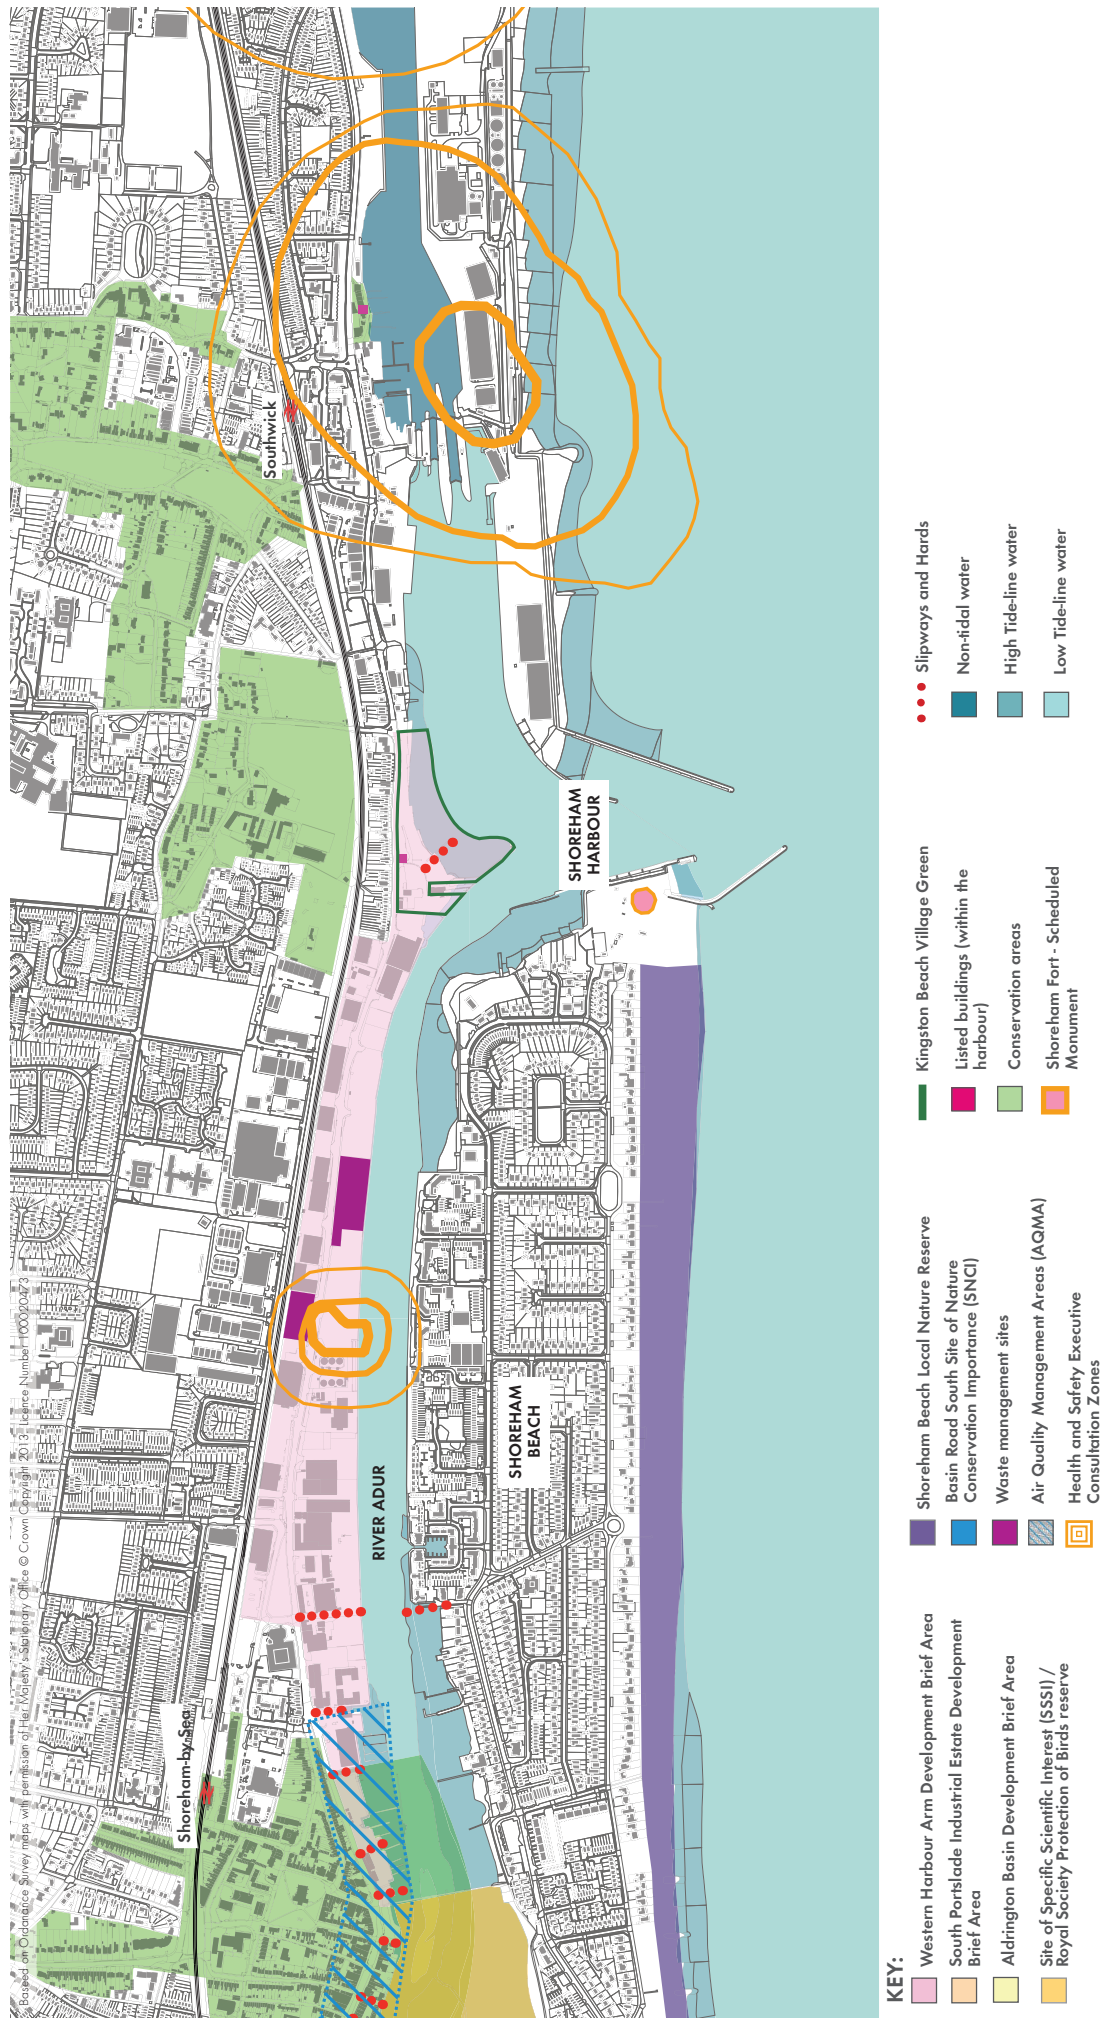 Based on Ordnance Survey maps with permission of Her Majesty's Stationary Office © Crown Copyright 2013. Licence Number 100020473
Shoreham-by-Sea
Southwick
RIVER ADUR
SHOREHAM
BEACH
SHOREHAM
HARBOUR
KEY:
Western Harbour Arm Development Brief Area
South Portslade Industrial Estate Development
Brief Area
Aldrington Basin Development Brief Area
Site of Specific Scientific Interest (SSSI) /
Royal Society Protection of Birds reserve
Shoreham Beach Local Nature Reserve
Basin Road South Site of Nature
Conservation Importance (SNCI)
Waste management sites
Air Quality Management Areas (AQMA)
Health and Safety Executive
Consultation Zones
Kingston Beach Village Green
Listed buildings (within the
harbour)
Conservation areas
Shoreham Fort - Scheduled
Monument
Slipways and Hards
Non-tidal water
High Tide-line water
Low Tide-line water